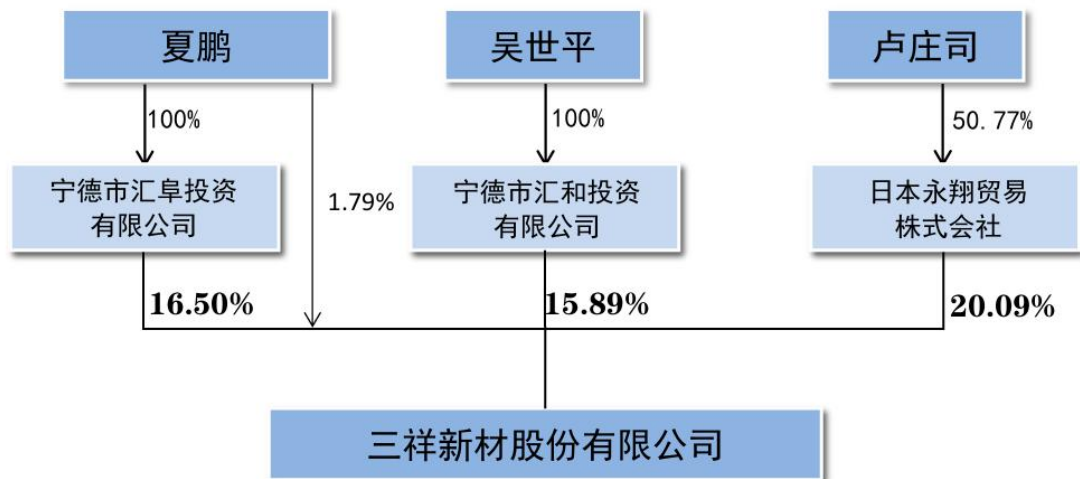 夏鹏
吴世平
卢庄司
100%
100%
50.77%
宁德市汇阜投资
有限公司
1.79%
宁德市汇和投资
有限公司
日本永翔贸易
株式会社
16.50%
15.89%
20.09%
三祥新材股份有限公司